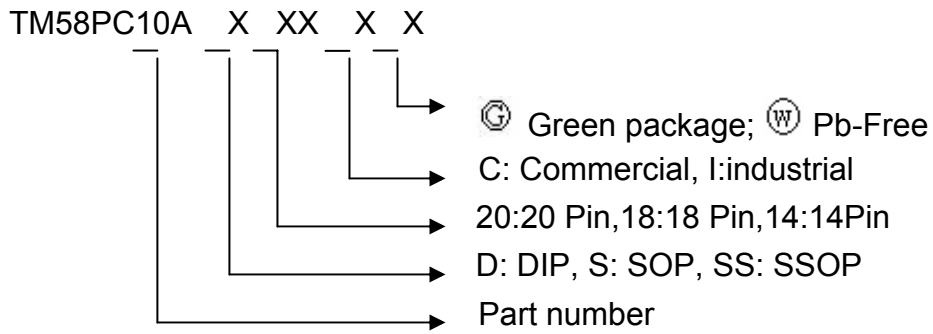 TM58PC10A X XX X X
Ⓖ Green package; Ⓦ Pb-Free
C: Commercial, I:industrial
20:20 Pin,18:18 Pin,14:14Pin
D: DIP, S: SOP, SS: SSOP
Part number